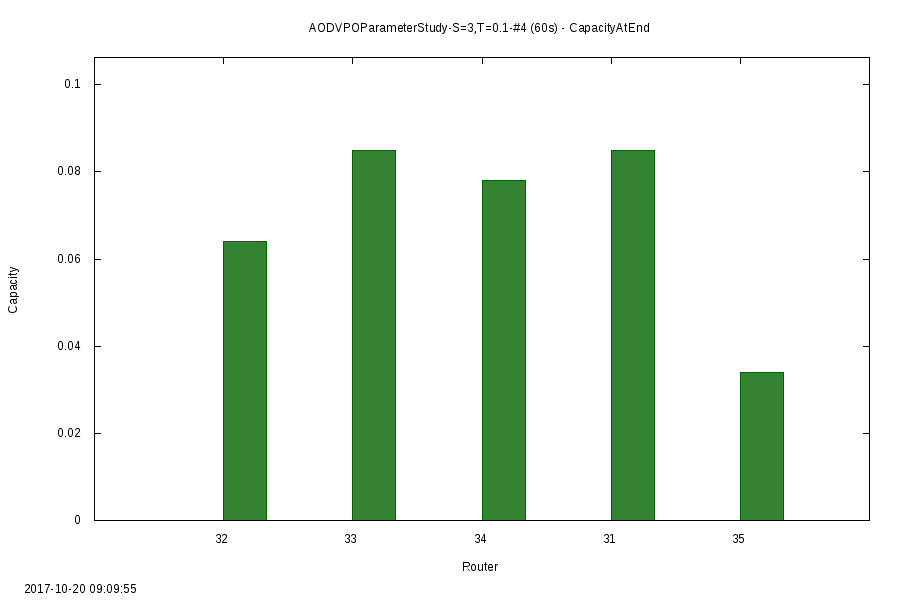 AODVPOParameterStudy-S=3,T=0.1-#4 (60s) - CapacityAtEnd
0.1
0.08
0.06
0.04
0.02
0
Capacity
32 33 34 31 35
Router
2017-10-20 09:09:55